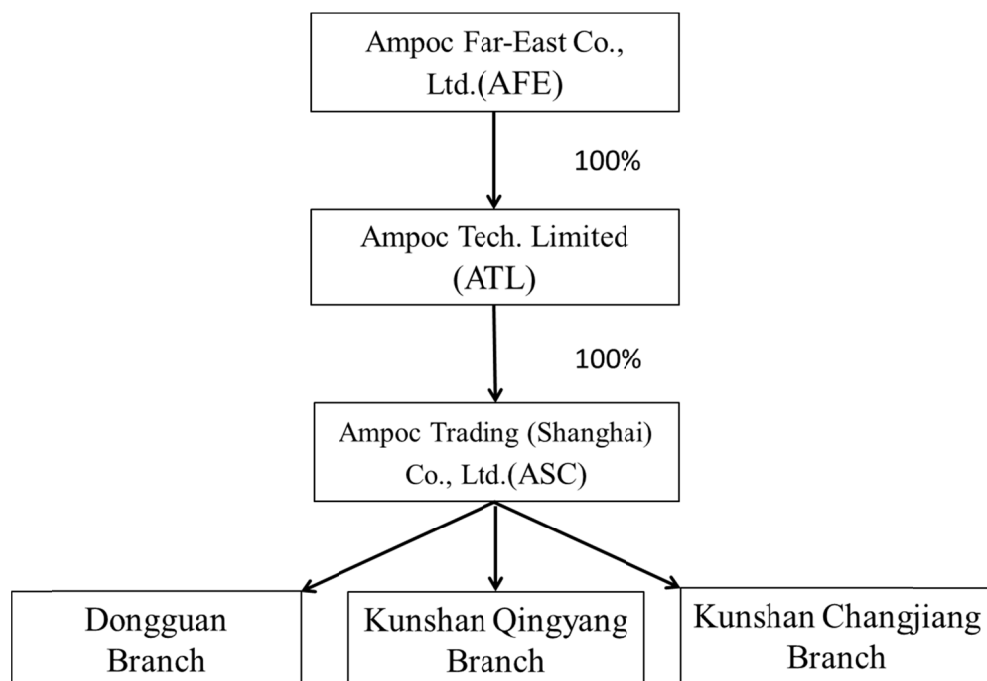 Ampoc Far-East Co.,
Ltd.(AFE)
100%
Ampoc Tech. Limited
(ATL)
100%
Ampoc Trading (Shanghai)
Co., Ltd.(ASC)
Dongguan
Branch
Kunshan Qingyang
Branch
Kunshan Changjiang
Branch